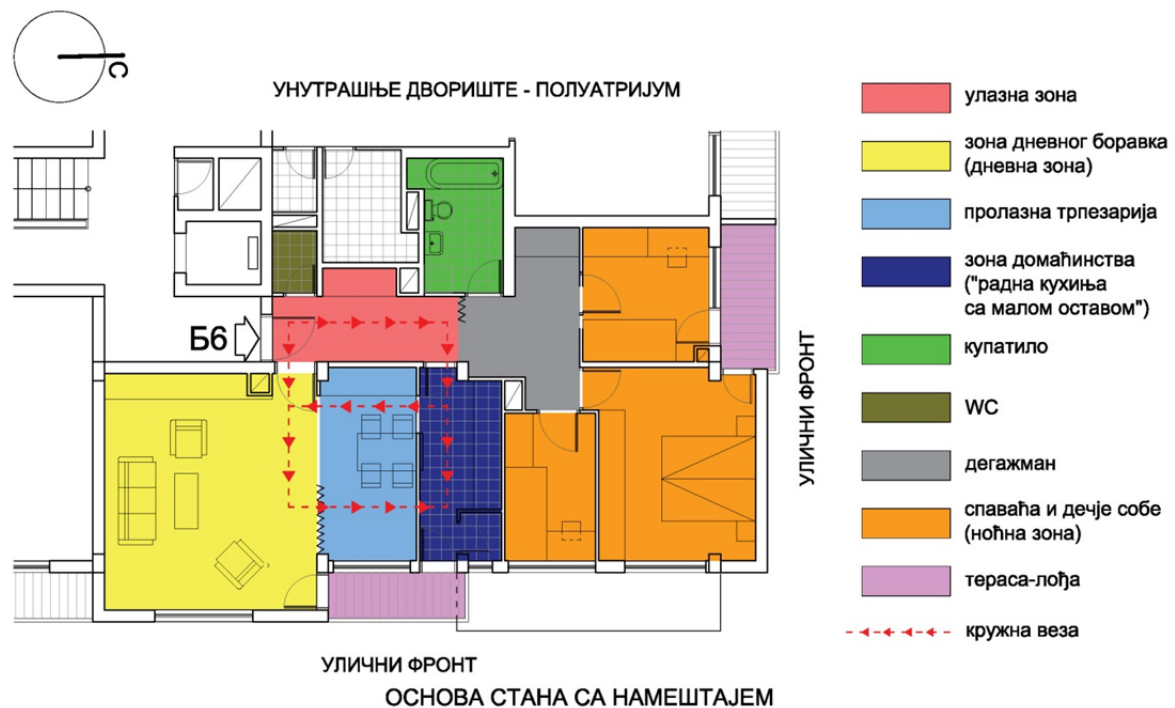 С
УНУТРАШЊЕ ДВОРИШТЕ - ПОЛУАТРИЈУМ
Б6
УЛИЧНИ ФРОНТ
УЛИЧНИ ФРОНТ
ОСНОВА СТАНА СА НАМЕШТАЈЕМ
улазна зона
зона дневног боравка
(дневна зона)
пролазна трпезарија
зона домаћинства
("радна кухиња
са малом оставом")
купатило
WC
дегажман
спаваћа и дечје собе
(ноћна зона)
тераса-лођа
кружна веза